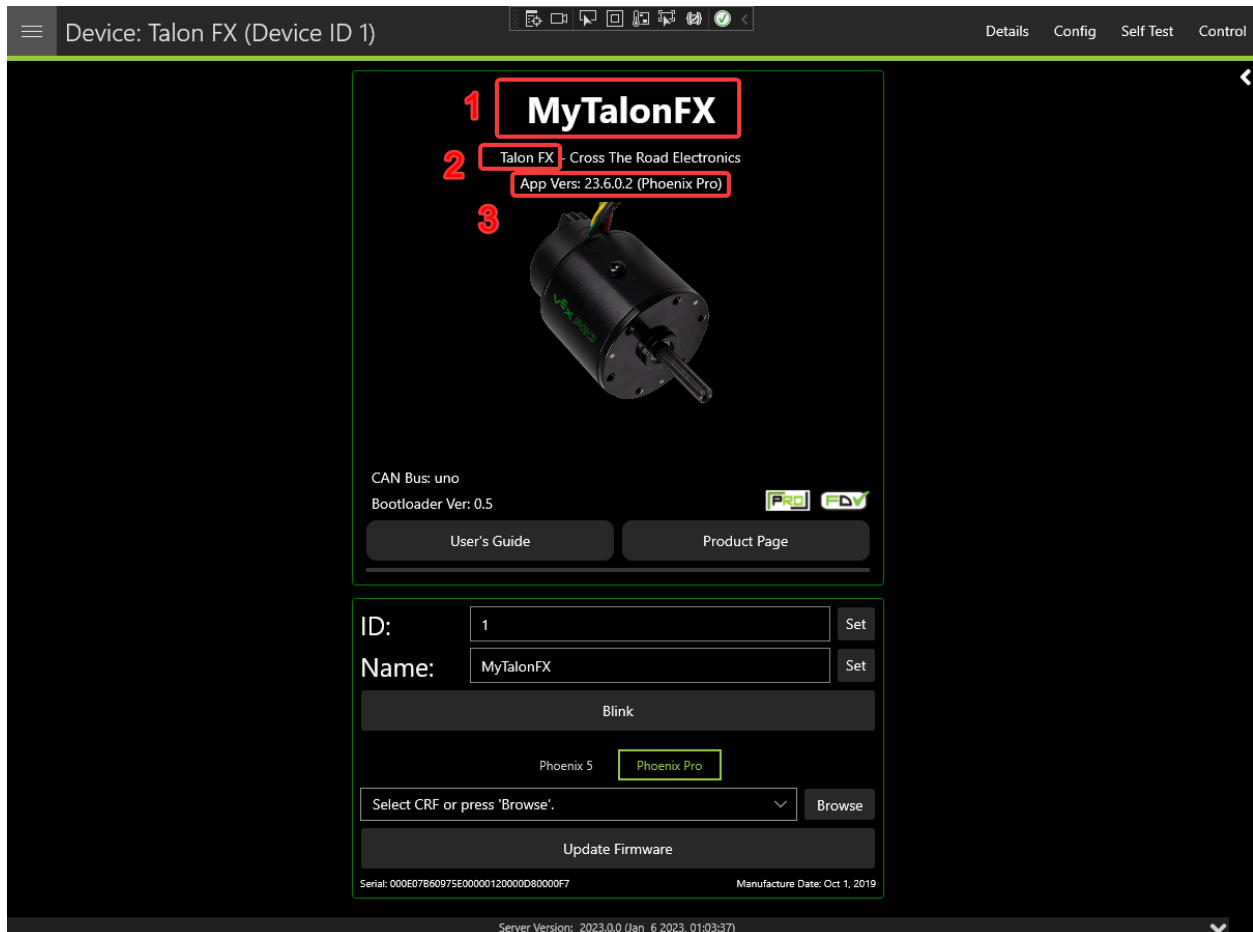 Device: Talon FX (Device ID 1)
Details Config Self Test Control
1 MyTalonFX
2 Talon FX - Cross The Road Electronics
App Vers: 23.6.0.2 (Phoenix Pro)
3
VEX PRO
CAN Bus: uno
Bootloader Ver: 0.5
PRO FDV
User's Guide Product Page
ID: 1 Set
Name: MyTalonFX Set
Blink
Phoenix 5 Phoenix Pro
Select CRF or press 'Browse'. Browse
Update Firmware
Serial: 000E07B60975E00000120000D80000F7 Manufacture Date: Oct 1, 2019
Server Version: 2023.0.0 (Jan 6 2023, 01:03:37)